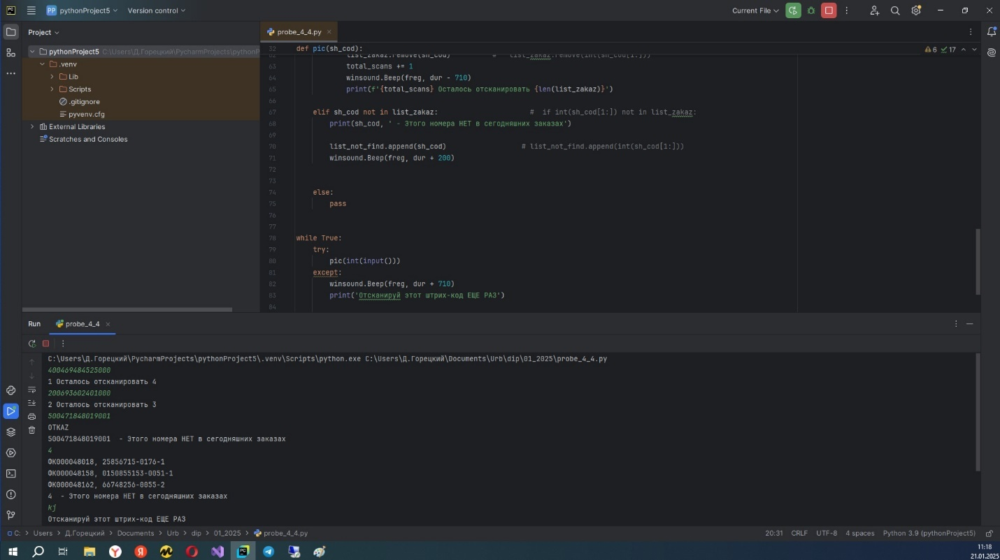 PC
PP pythonProject5
Version control
Current File
Project
probe_4_4.py
pythonProject5 C:\Users\Д.Горецкий\PycharmProjects\pythonP
.venv
Lib
Scripts
.gitignore
pyvenv.cfg
External Libraries
Scratches and Consoles
6 17
32 def pic(sh_cod):
62 list_zakaz.remove(sh_cod) # list_zakaz.remove(int(sh_cod[1:]))
63 total_scans += 1
64 winsound.Beep(freg, dur - 710)
65 print(f'{total_scans} Осталось отсканировать {len(list_zakaz)}')
66
67 elif sh_cod not in list_zakaz: # if int(sh_cod[1:]) not in list_zakaz:
68 print(sh_cod, ' - Этого номера НЕТ в сегодняшних заказах')
69
70 list_not_find.append(sh_cod) # list_not_find.append(int(sh_cod[1:]))
71 winsound.Beep(freg, dur + 200)
72
73
74 else:
75 pass
76
77
78 while True:
79 try:
80 pic(int(input()))
81 except:
82 winsound.Beep(freg, dur + 710)
83 print('Отсканируй этот штрих-код ЕЩЕ РАЗ')
84
Run probe_4_4
C:\Users\Д.Горецкий\PycharmProjects\pythonProject5\.venv\Scripts\python.exe C:\Users\Д.Горецкий\Documents\Urb\dip\01_2025\probe_4_4.py
400469484525000
1 Осталось отсканировать 4
200693602401000
2 Осталось отсканировать 3
500471848019001
OTKAZ
500471848019001 - Этого номера НЕТ в сегодняшних заказах
4
ФК000048018, 25856715-0176-1
ФК000048158, 0150855153-0051-1
ФК000048162, 66748256-0055-2
4 - Этого номера НЕТ в сегодняшних заказах
kj
Отсканируй этот штрих-код ЕЩЕ РАЗ
C: > Users > Д.Горецкий > Documents > Urb > dip > 01_2025 > probe_4_4.py
20:31 CRLF UTF-8 4 spaces Python 3.9 (pythonProject5)
11:18
21.01.2025